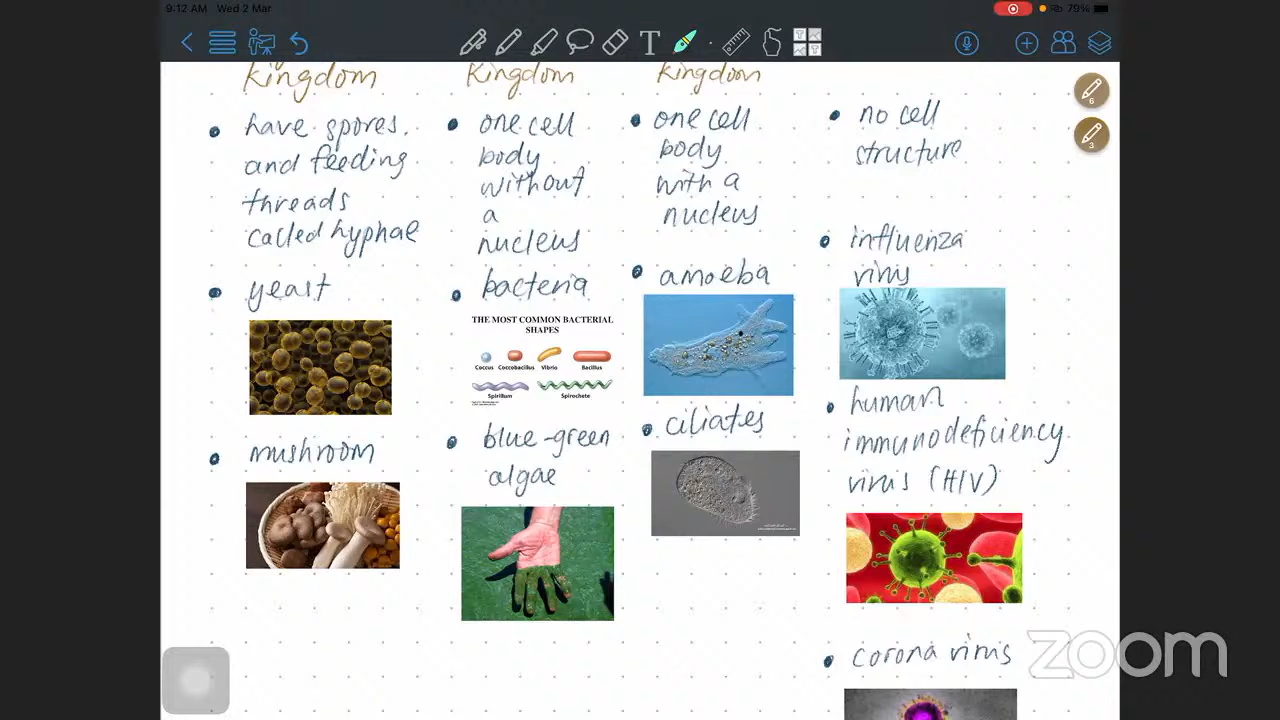 9:12 AM Wed 2 Mar
79%
T
6
3
kingdom
have spores.
and feeding
threads
called hyphae
yeast
mushroom
kingdom
one cell
body
without
a
nucleus
bacteria
THE MOST COMMON BACTERIAL
SHAPES
Coccus Coccobacillus Vibrio Bacillus
Spirillum Spirochete
blue-green
algae
kingdom
one cell
body
with a
nucleus
amoeba
ciliates
no cell
structure
influenza
virus
human
immunodeficiency
virus (HIV)
corona virus
zoom